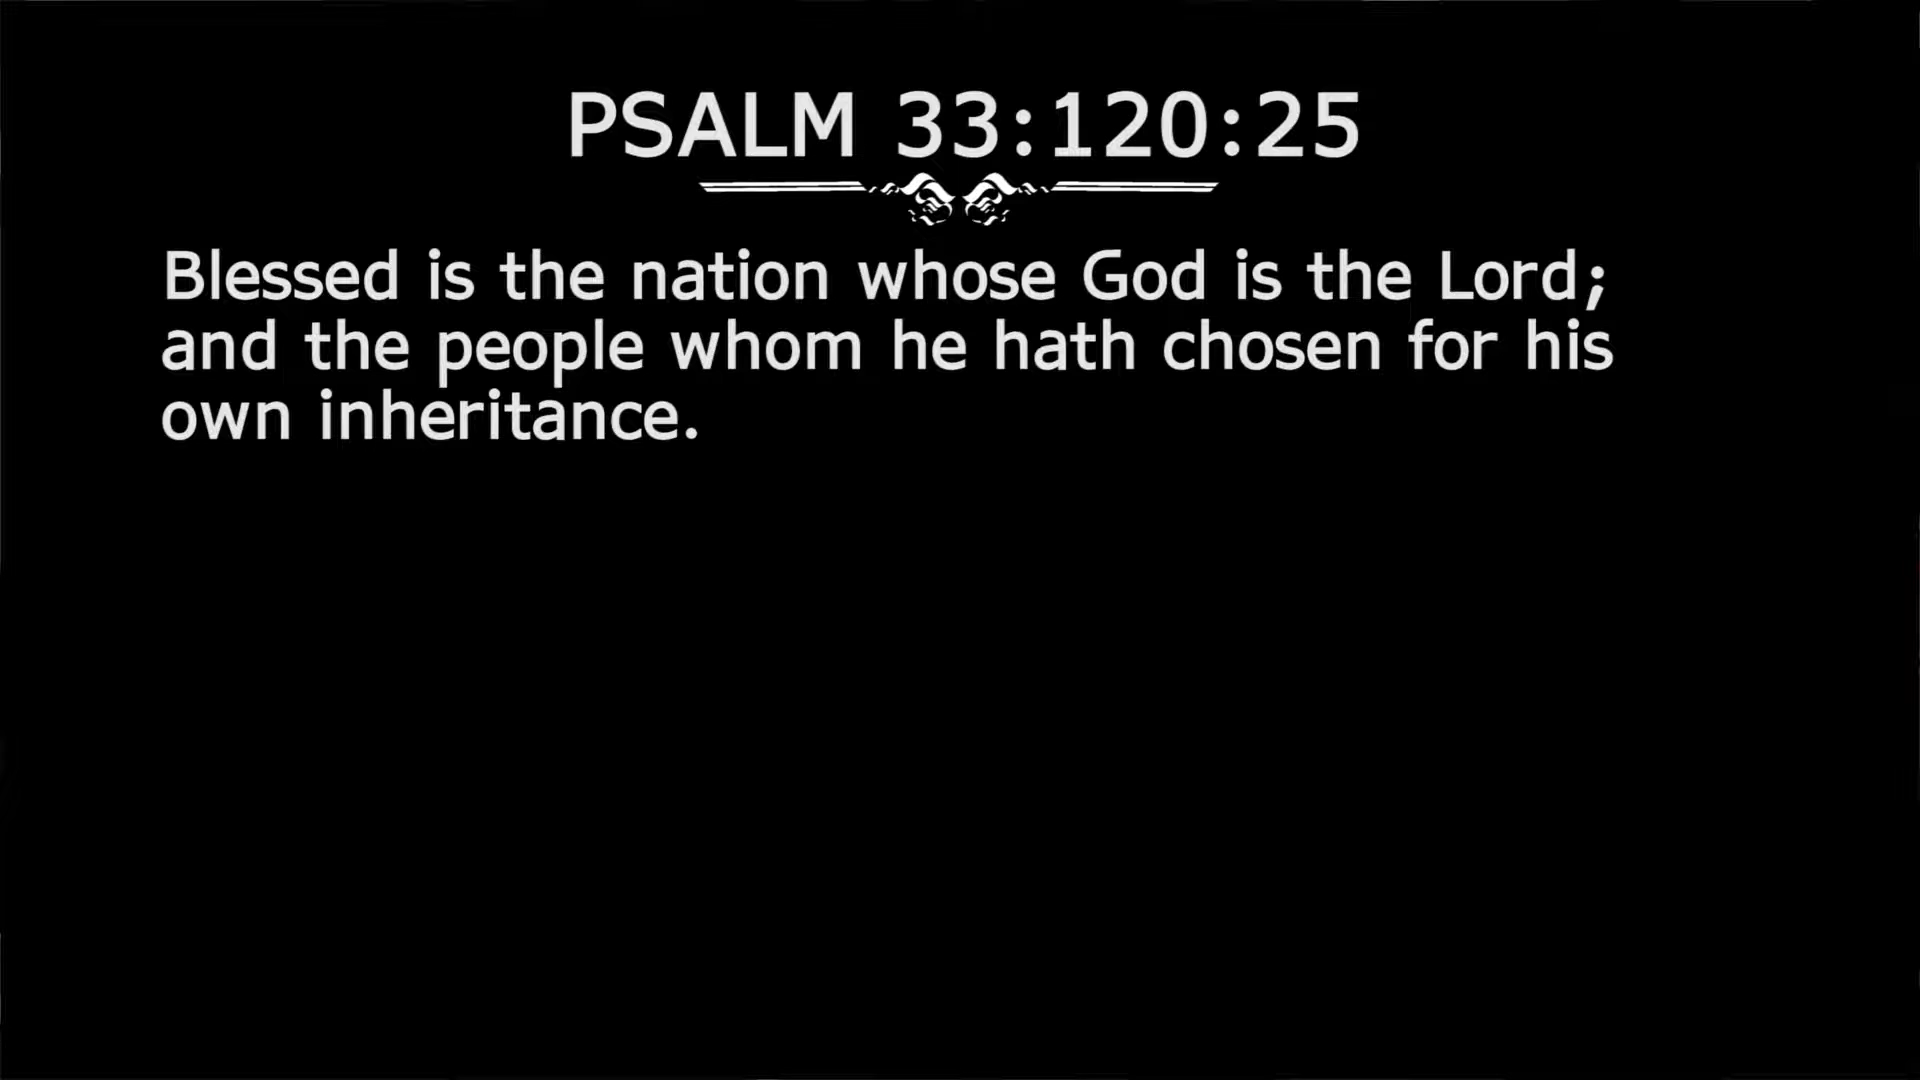 PSALM 33:120:25
Blessed is the nation whose God is the Lord;
and the people whom he hath chosen for his
own inheritance.